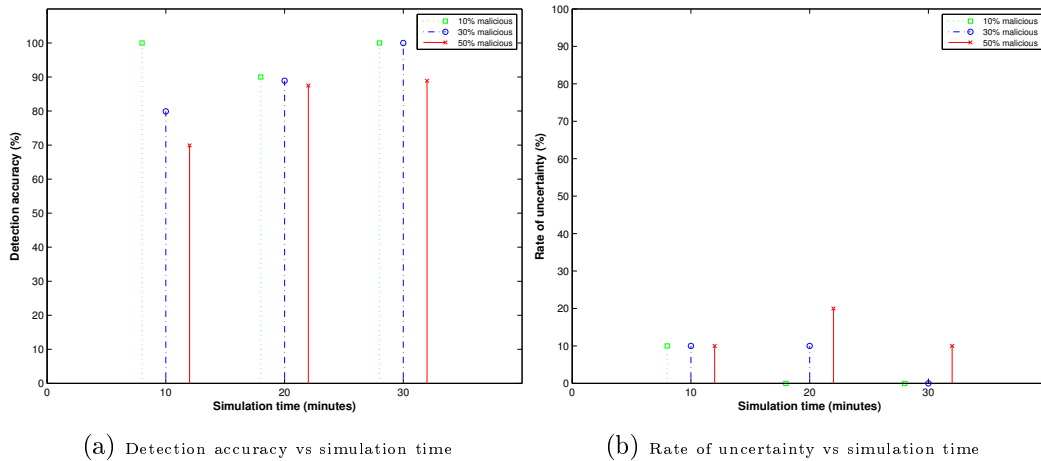 10% malicious
30% malicious
50% malicious
100
90
80
70
60
50
40
30
20
10
0
0 10 20 30
Detection accuracy (%)
Simulation time (minutes)
(a) Detection accuracy vs simulation time
10% malicious
30% malicious
50% malicious
100
90
80
70
60
50
40
30
20
10
0
0 10 20 30
Rate of uncertainty (%)
Simulation time (minutes)
(b) Rate of uncertainty vs simulation time